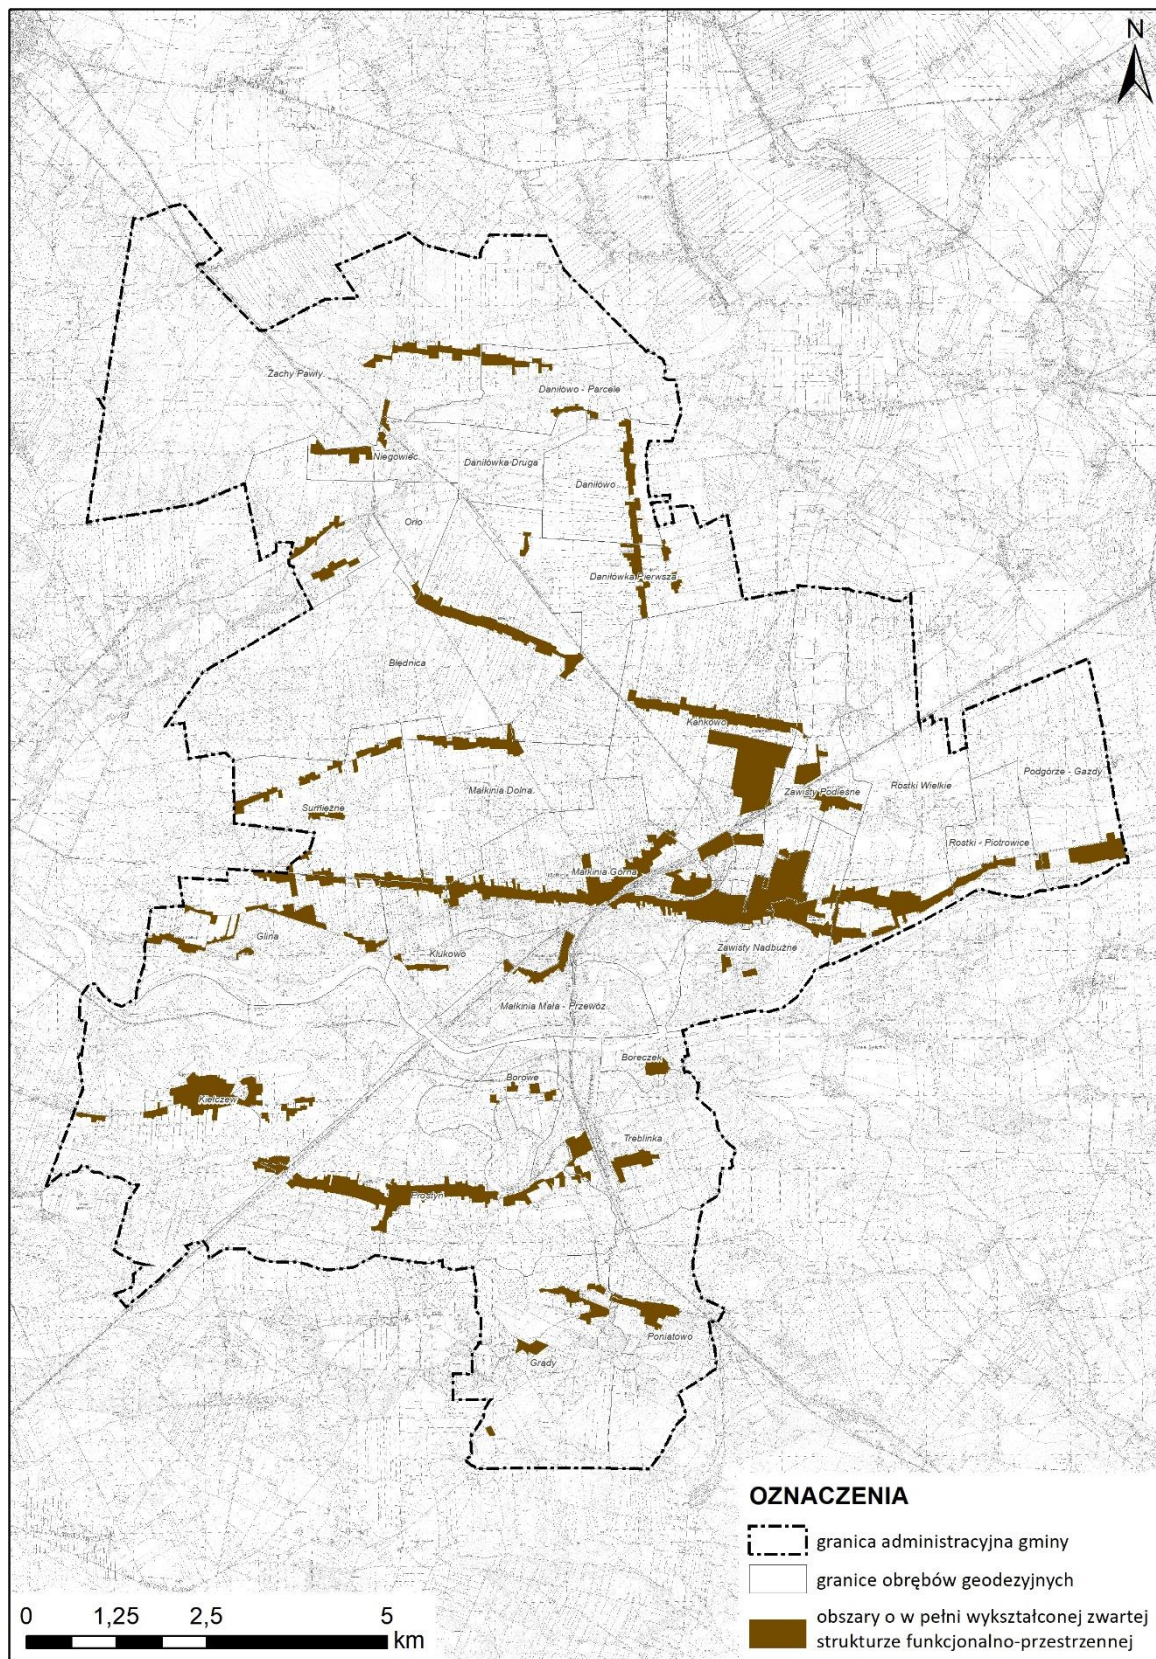 N
Żachy Pawły
Daniłowo - Parcele
Niegowiec
Daniłówka Druga
Daniłowo
Orło
Daniłówka Pierwsza
Błędnica
Kańkowo
Podgórze - Gazdy
Rostki Wielkie
Zawisty Podleśne
Małkinia Dolna
Sumiężne
Rostki - Piotrowice
Małkinia Górna
Glina
Klukowo
Zawisty Nadbużne
Małkinia Mała - Przewóz
Boreczek
Borowe
Kiełczew
Treblinka
Prostyń
Poniatowo
Grądy
OZNACZENIA
granica administracyjna gminy
granice obrębów geodezyjnych
obszary o w pełni wykształconej zwartej
strukturze funkcjonalno-przestrzennej
0 1,25 2,5 5
km